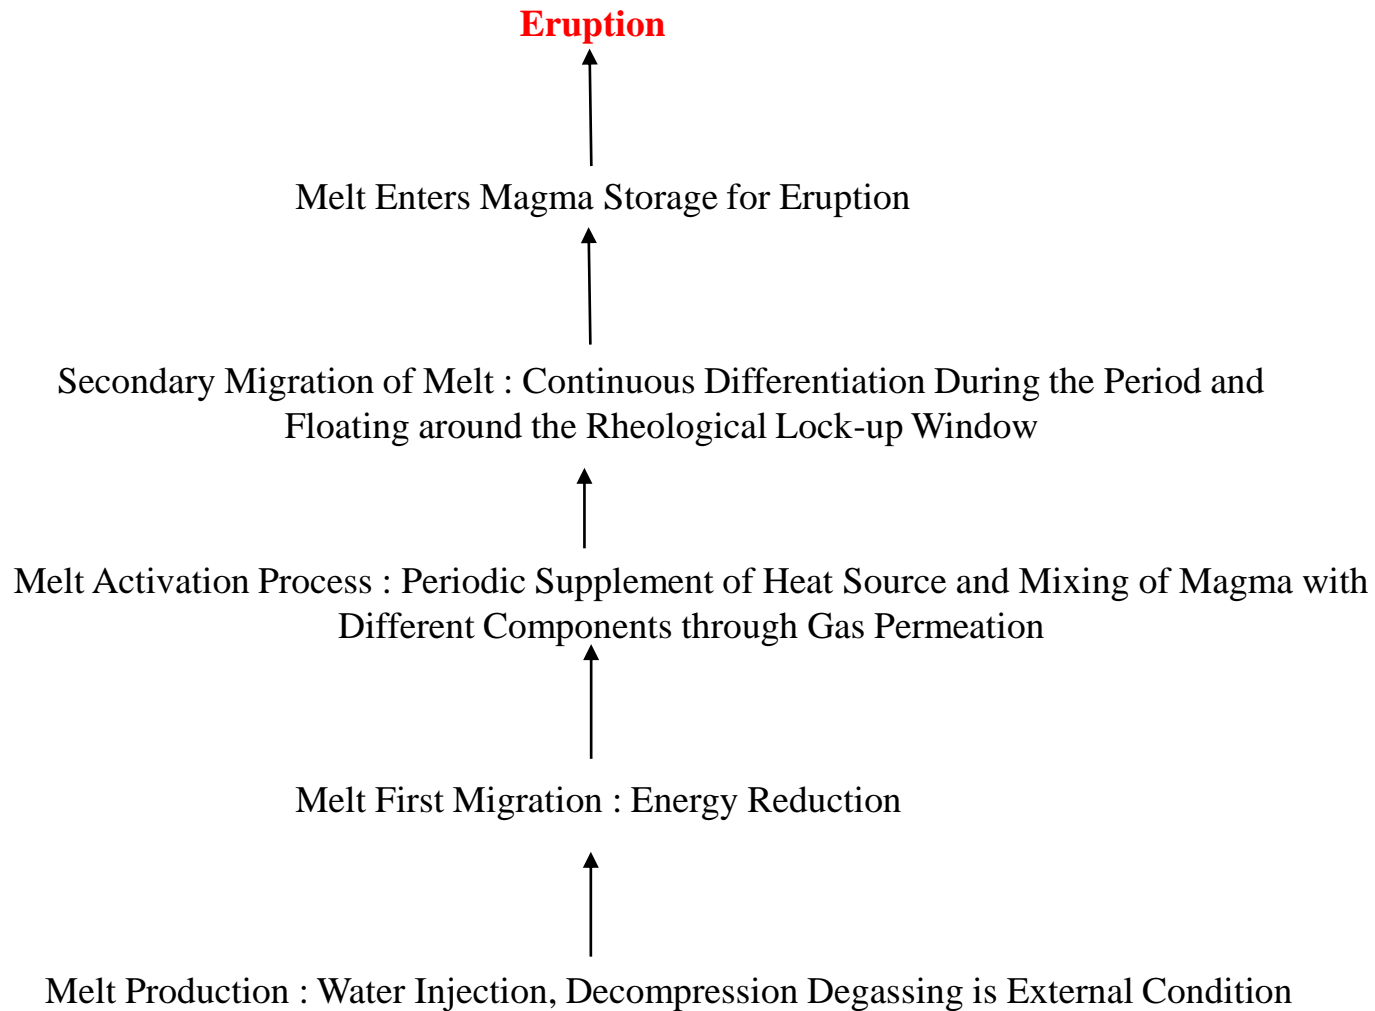 Eruption
Melt Enters Magma Storage for Eruption
Secondary Migration of Melt : Continuous Differentiation During the Period and
Floating around the Rheological Lock-up Window
Melt Activation Process : Periodic Supplement of Heat Source and Mixing of Magma with
Different Components through Gas Permeation
Melt First Migration : Energy Reduction
Melt Production : Water Injection, Decompression Degassing is External Condition